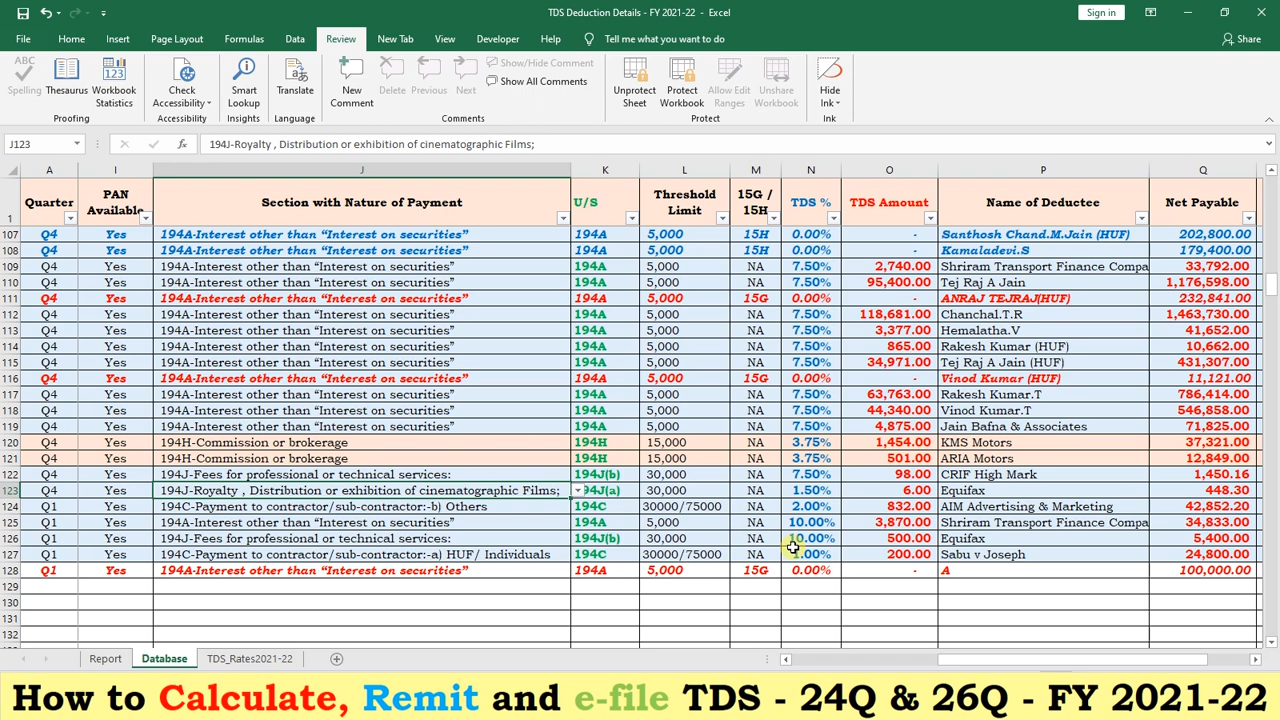 TDS Deduction Details - FY 2021-22 - Excel
Sign in
File Home Insert Page Layout Formulas Data Review New Tab View Developer Help Tell me what you want to do Share
ABC
123
Spelling Thesaurus Workbook Statistics
Check Accessibility
Smart Lookup
Translate
New Comment
Delete Previous Next
Show/Hide Comment
Show All Comments
Unprotect Sheet
Protect Workbook
Allow Edit Ranges
Unshare Workbook
Hide Ink
Proofing Accessibility Insights Language Comments Protect Ink
J123 fx 194J-Royalty , Distribution or exhibition of cinematographic Films;
A I J K L M N O P Q
1 Quarter PAN Available Section with Nature of Payment U/S Threshold Limit 15G / 15H TDS % TDS Amount Name of Deductee Net Payable
107 Q4 Yes 194A-Interest other than “Interest on securities” 194A 5,000 15H 0.00% - Santhosh Chand.M.Jain (HUF) 202,800.00
108 Q4 Yes 194A-Interest other than “Interest on securities” 194A 5,000 15H 0.00% - Kamaladevi.S 179,400.00
109 Q4 Yes 194A-Interest other than “Interest on securities” 194A 5,000 NA 7.50% 2,740.00 Shriram Transport Finance Compa 33,792.00
110 Q4 Yes 194A-Interest other than “Interest on securities” 194A 5,000 NA 7.50% 95,400.00 Tej Raj A Jain 1,176,598.00
111 Q4 Yes 194A-Interest other than “Interest on securities” 194A 5,000 15G 0.00% - ANRAJ TEJRAJ(HUF) 232,841.00
112 Q4 Yes 194A-Interest other than “Interest on securities” 194A 5,000 NA 7.50% 118,681.00 Chanchal.T.R 1,463,730.00
113 Q4 Yes 194A-Interest other than “Interest on securities” 194A 5,000 NA 7.50% 3,377.00 Hemalatha.V 41,652.00
114 Q4 Yes 194A-Interest other than “Interest on securities” 194A 5,000 NA 7.50% 865.00 Rakesh Kumar (HUF) 10,662.00
115 Q4 Yes 194A-Interest other than “Interest on securities” 194A 5,000 NA 7.50% 34,971.00 Tej Raj A Jain (HUF) 431,307.00
116 Q4 Yes 194A-Interest other than “Interest on securities” 194A 5,000 15G 0.00% - Vinod Kumar (HUF) 11,121.00
117 Q4 Yes 194A-Interest other than “Interest on securities” 194A 5,000 NA 7.50% 63,763.00 Rakesh Kumar.T 786,414.00
118 Q4 Yes 194A-Interest other than “Interest on securities” 194A 5,000 NA 7.50% 44,340.00 Vinod Kumar.T 546,858.00
119 Q4 Yes 194A-Interest other than “Interest on securities” 194A 5,000 NA 7.50% 4,875.00 Jain Bafna & Associates 71,825.00
120 Q4 Yes 194H-Commission or brokerage 194H 15,000 NA 3.75% 1,454.00 KMS Motors 37,321.00
121 Q4 Yes 194H-Commission or brokerage 194H 15,000 NA 3.75% 501.00 ARIA Motors 12,849.00
122 Q4 Yes 194J-Fees for professional or technical services: 194J(b) 30,000 NA 7.50% 98.00 CRIF High Mark 1,450.16
123 Q4 Yes 194J-Royalty , Distribution or exhibition of cinematographic Films; 94J(a) 30,000 NA 1.50% 6.00 Equifax 448.30
124 Q1 Yes 194C-Payment to contractor/sub-contractor:-b) Others 194C 30000/75000 NA 2.00% 832.00 AIM Advertising & Marketing 42,852.20
125 Q1 Yes 194A-Interest other than “Interest on securities” 194A 5,000 NA 10.00% 3,870.00 Shriram Transport Finance Compa 34,833.00
126 Q1 Yes 194J-Fees for professional or technical services: 194J(b) 30,000 NA 10.00% 500.00 Equifax 5,400.00
127 Q1 Yes 194C-Payment to contractor/sub-contractor:-a) HUF/ Individuals 194C 30000/75000 NA 1.00% 200.00 Sabu v Joseph 24,800.00
128 Q1 Yes 194A-Interest other than “Interest on securities” 194A 5,000 15G 0.00% - A 100,000.00
129
130
131
132
Report Database TDS_Rates2021-22
How to Calculate, Remit and e-file TDS - 24Q & 26Q - FY 2021-22